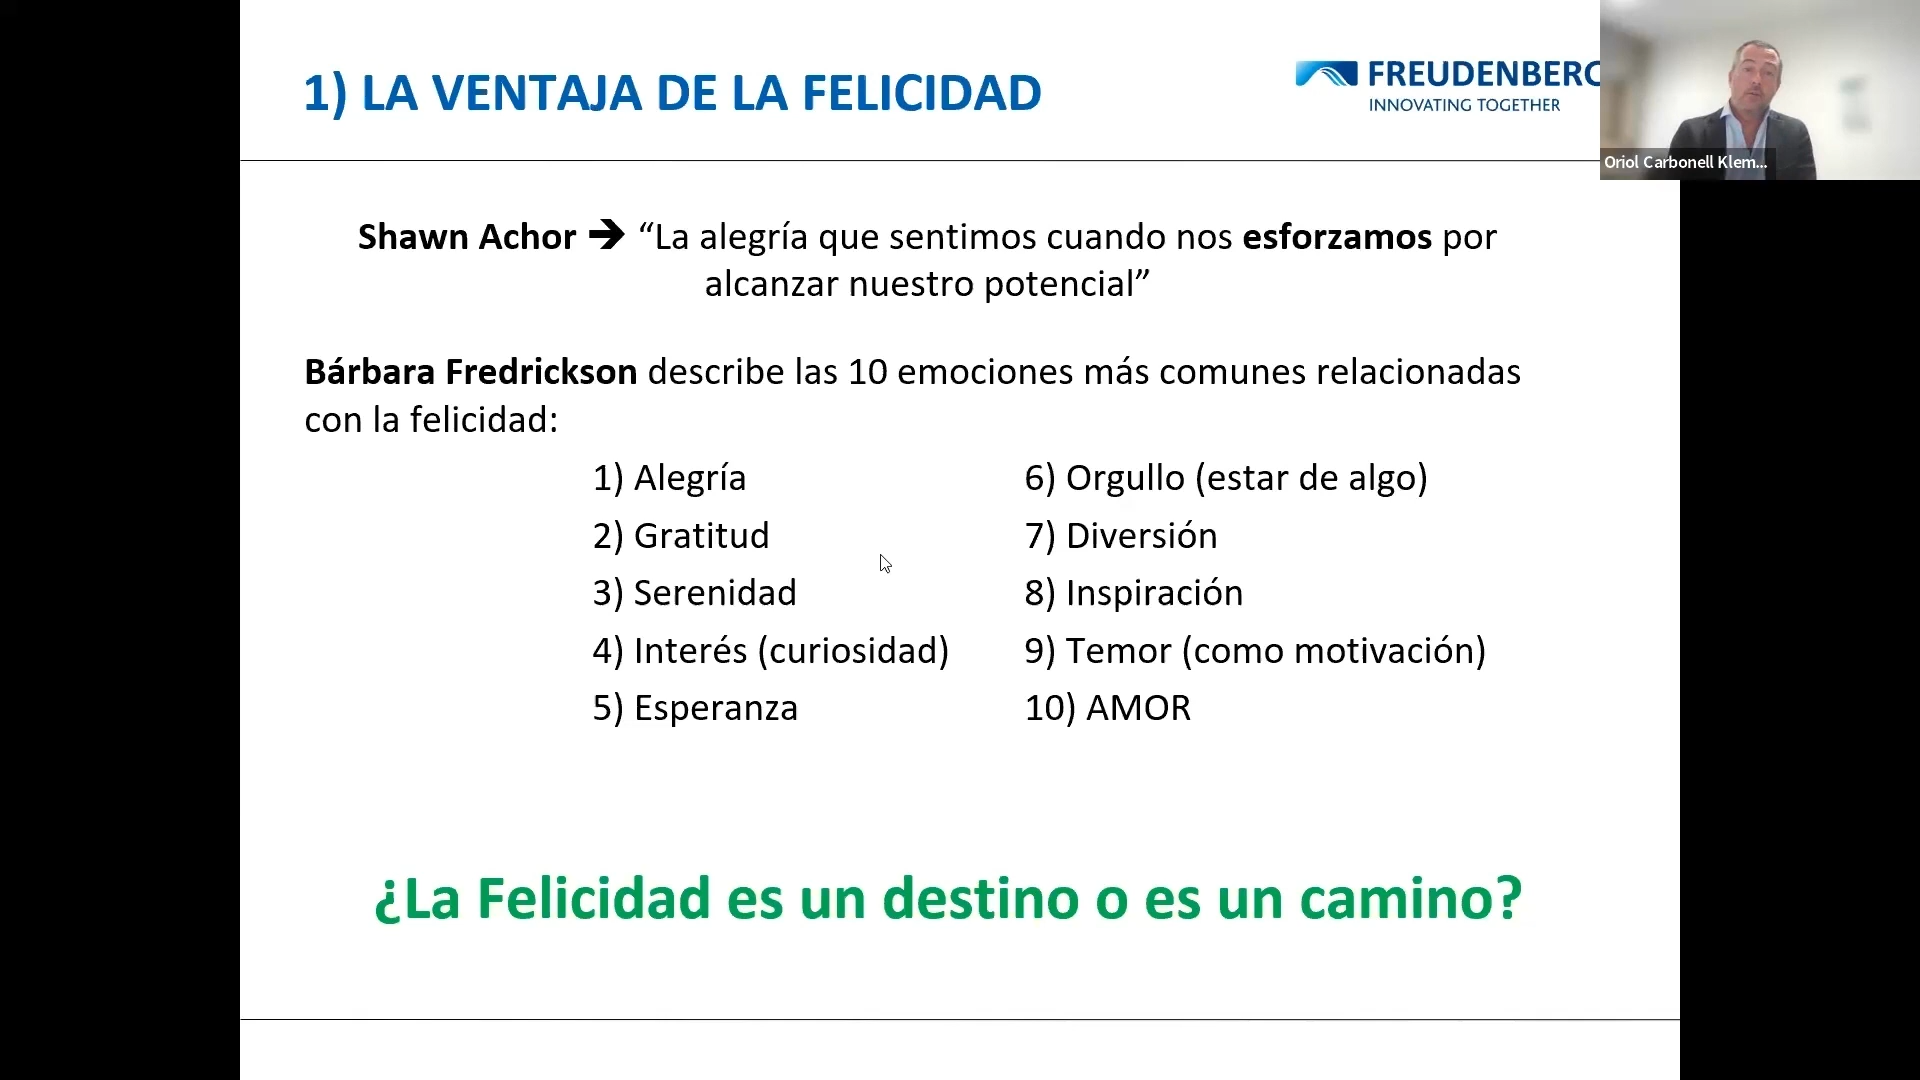 1) LA VENTAJA DE LA FELICIDAD
FREUDENBERG
INNOVATING TOGETHER
Oriol Carbonell Klem...
Shawn Achor ➔ “La alegría que sentimos cuando nos esforzamos por
alcanzar nuestro potencial”
Bárbara Fredrickson describe las 10 emociones más comunes relacionadas
con la felicidad:
1) Alegría
2) Gratitud
3) Serenidad
4) Interés (curiosidad)
5) Esperanza
6) Orgullo (estar de algo)
7) Diversión
8) Inspiración
9) Temor (como motivación)
10) AMOR
¿La Felicidad es un destino o es un camino?